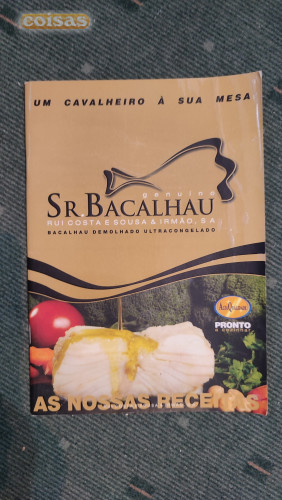 coisas
UM CAVALHEIRO À SUA MESA
genuíno
SR. BACALHAU
RUI COSTA E SOUSA & IRMÃO, S.A.
BACALHAU DEMOLHADO ULTRACONGELADO
PRONTO
a cozinhar
AS NOSSAS RECEITAS